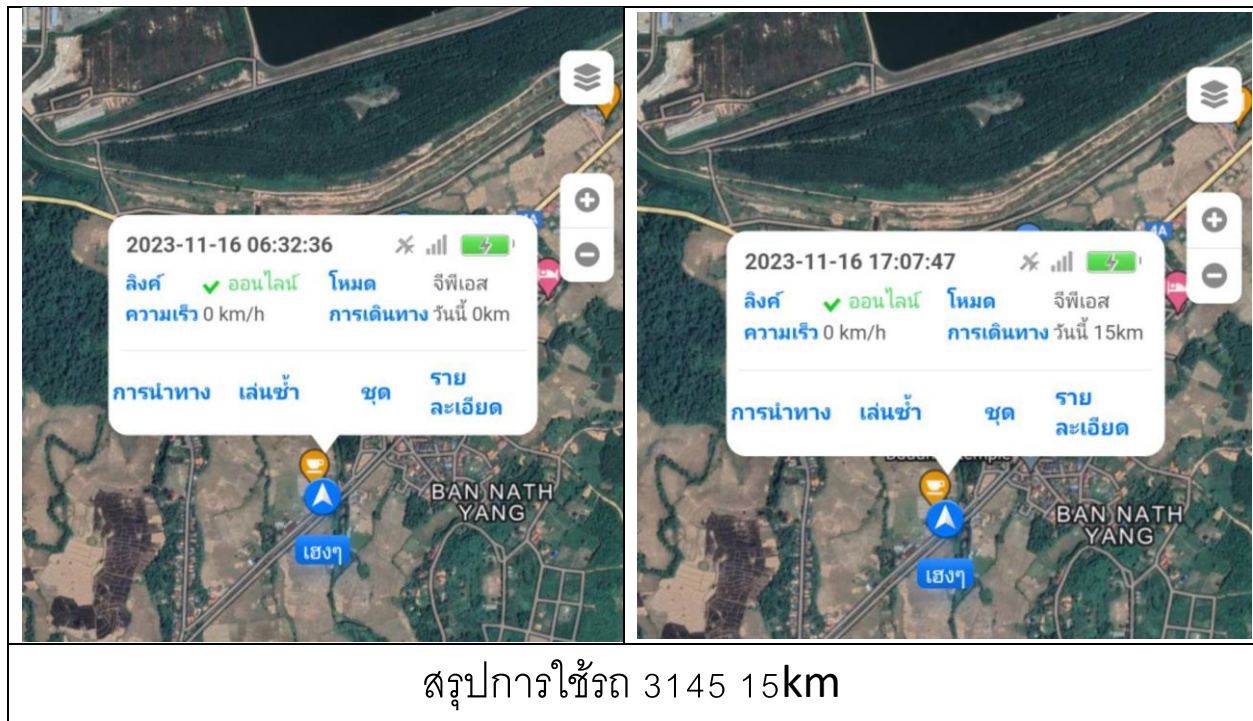 2023-11-16 06:32:36
ลิงค์ ออนไลน์ โหมด จีพีเอส
ความเร็ว 0 km/h การเดินทาง วันนี้ 0km
การนำทาง เล่นซ้ำ ชุด ราย
ละเอียด
4A
BAN NATH
YANG
เฮงๆ
2023-11-16 17:07:47
ลิงค์ ออนไลน์ โหมด จีพีเอส
ความเร็ว 0 km/h การเดินทาง วันนี้ 15km
การนำทาง เล่นซ้ำ ชุด ราย
ละเอียด
4A
BAN NATH
YANG
เฮงๆ
สรุปการใช้รถ 3145 15km